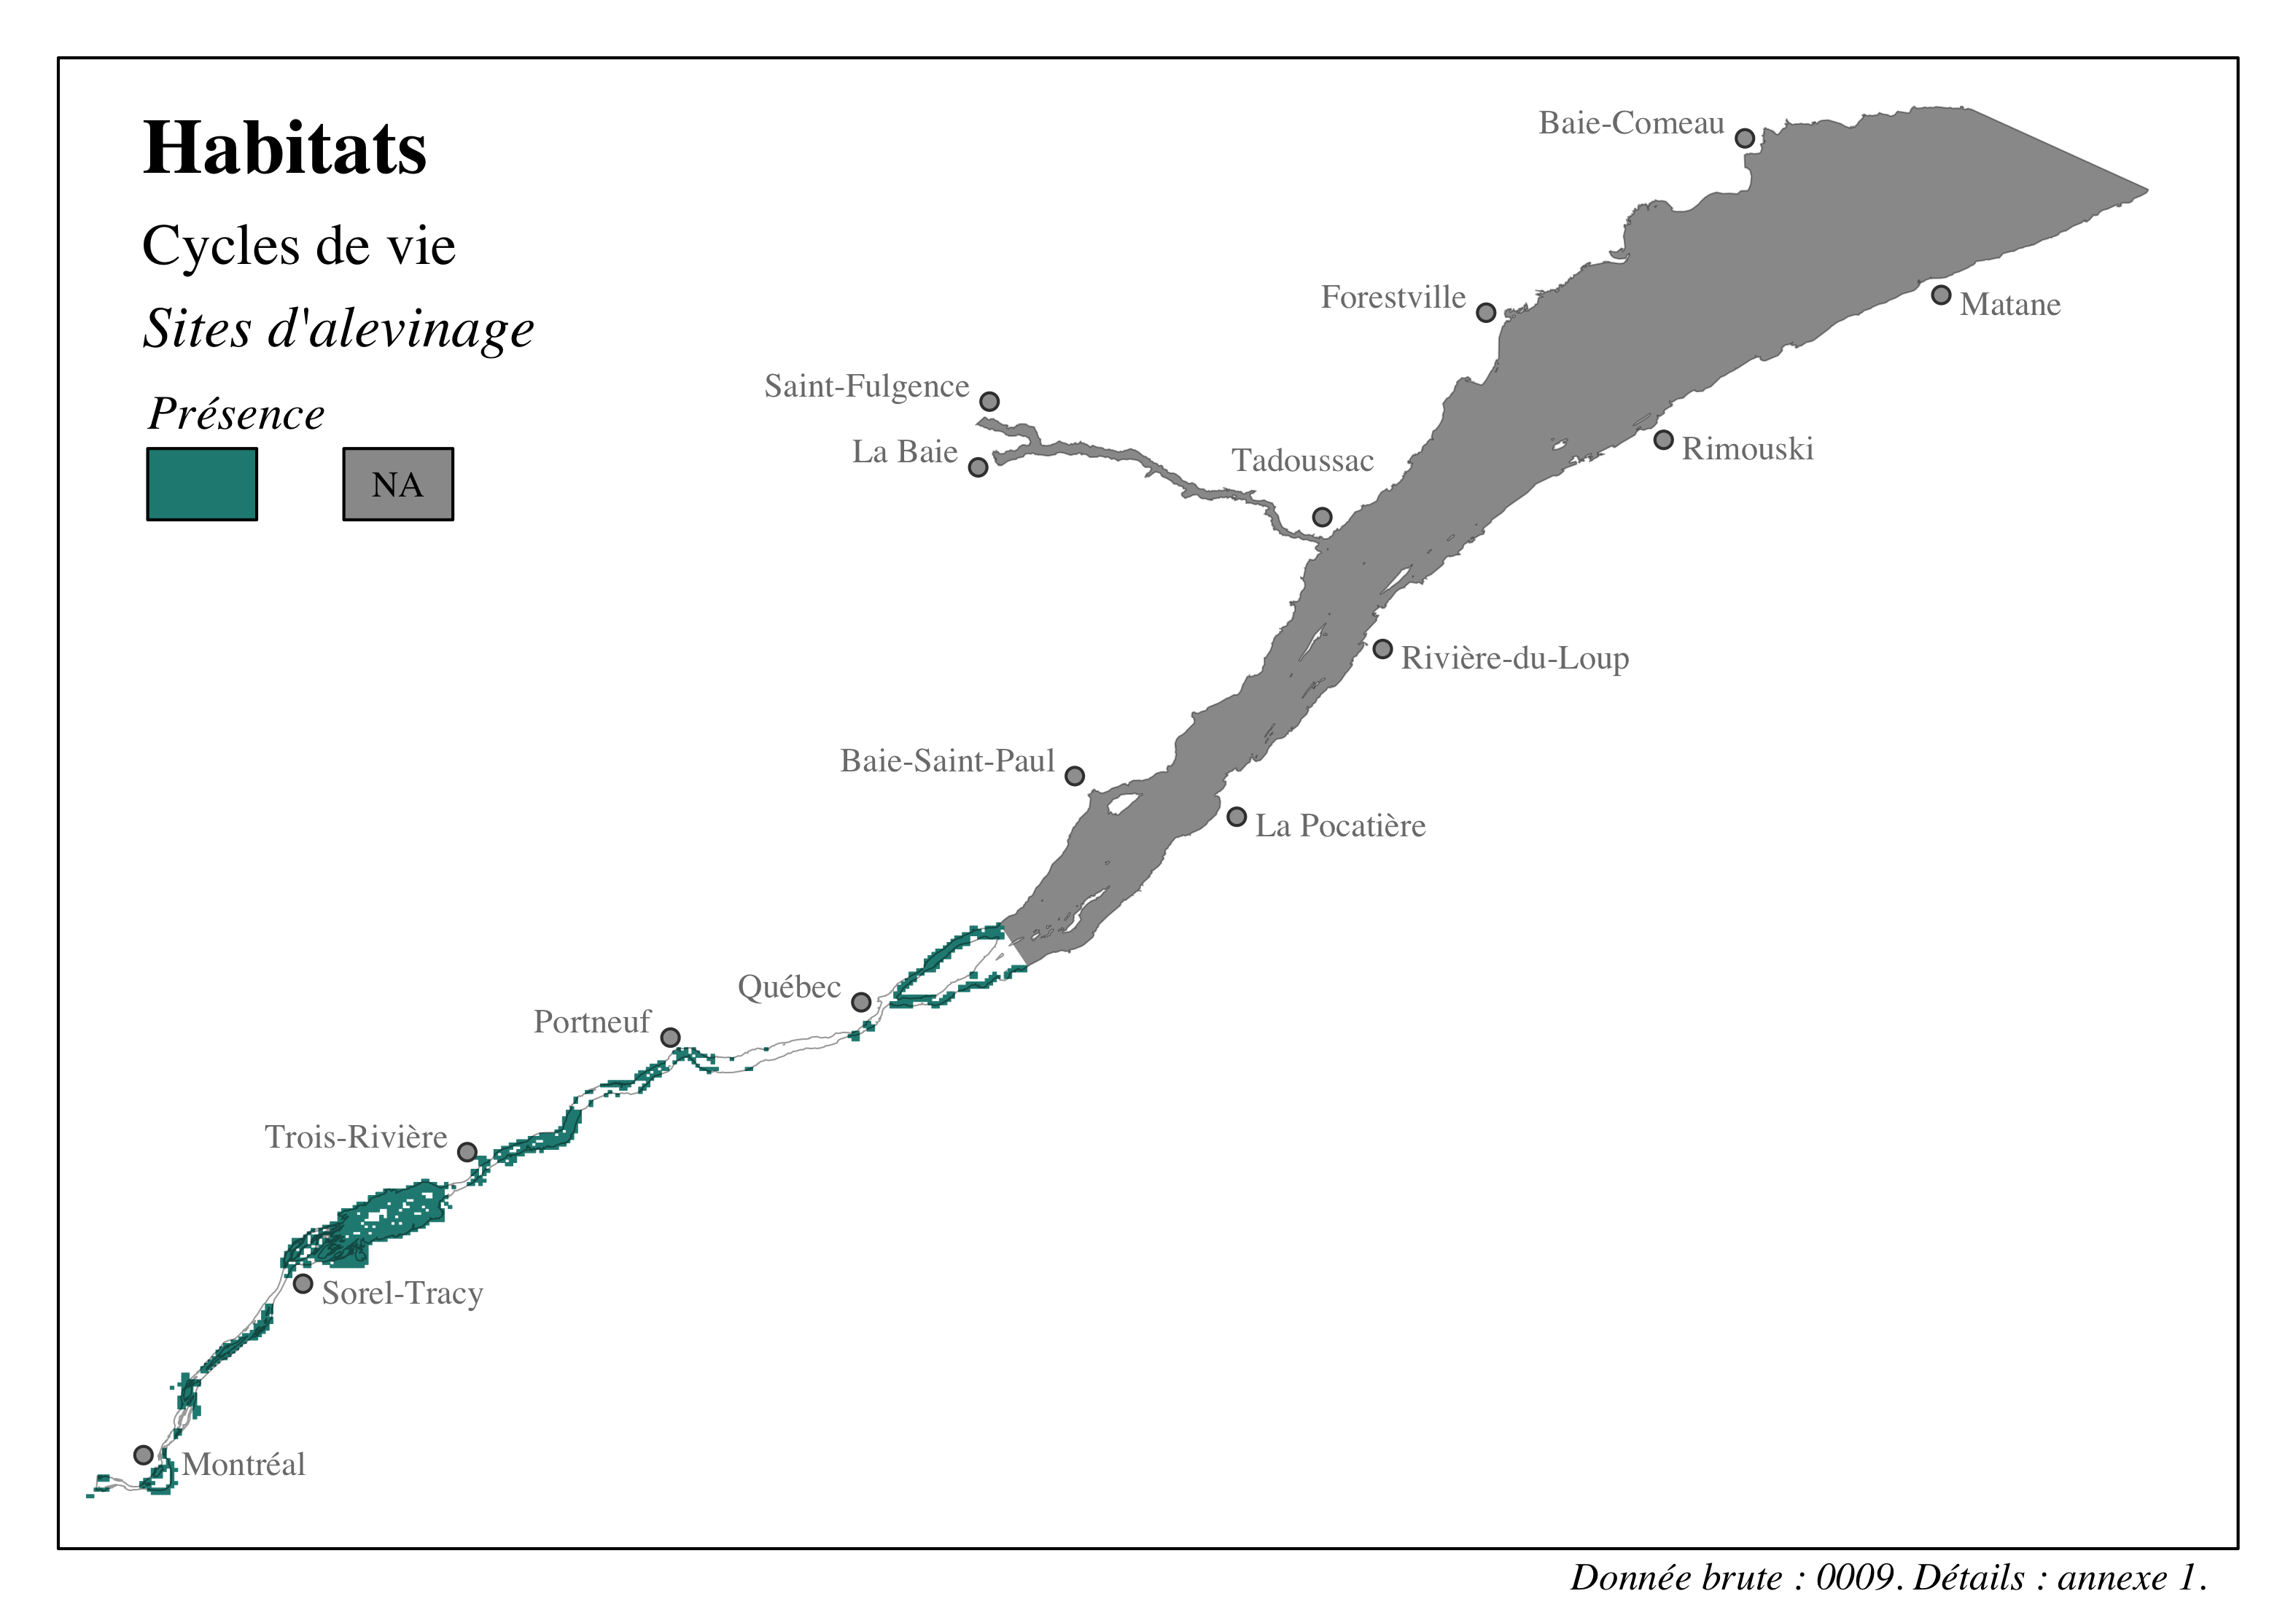 Habitats
Cycles de vie
Sites d'alevinage
Présence
NA
Baie-Comeau
Forestville
Matane
Saint-Fulgence
La Baie
Tadoussac
Rimouski
Rivière-du-Loup
Baie-Saint-Paul
La Pocatière
Québec
Portneuf
Trois-Rivière
Sorel-Tracy
Montréal
Donnée brute : 0009. Détails : annexe 1.